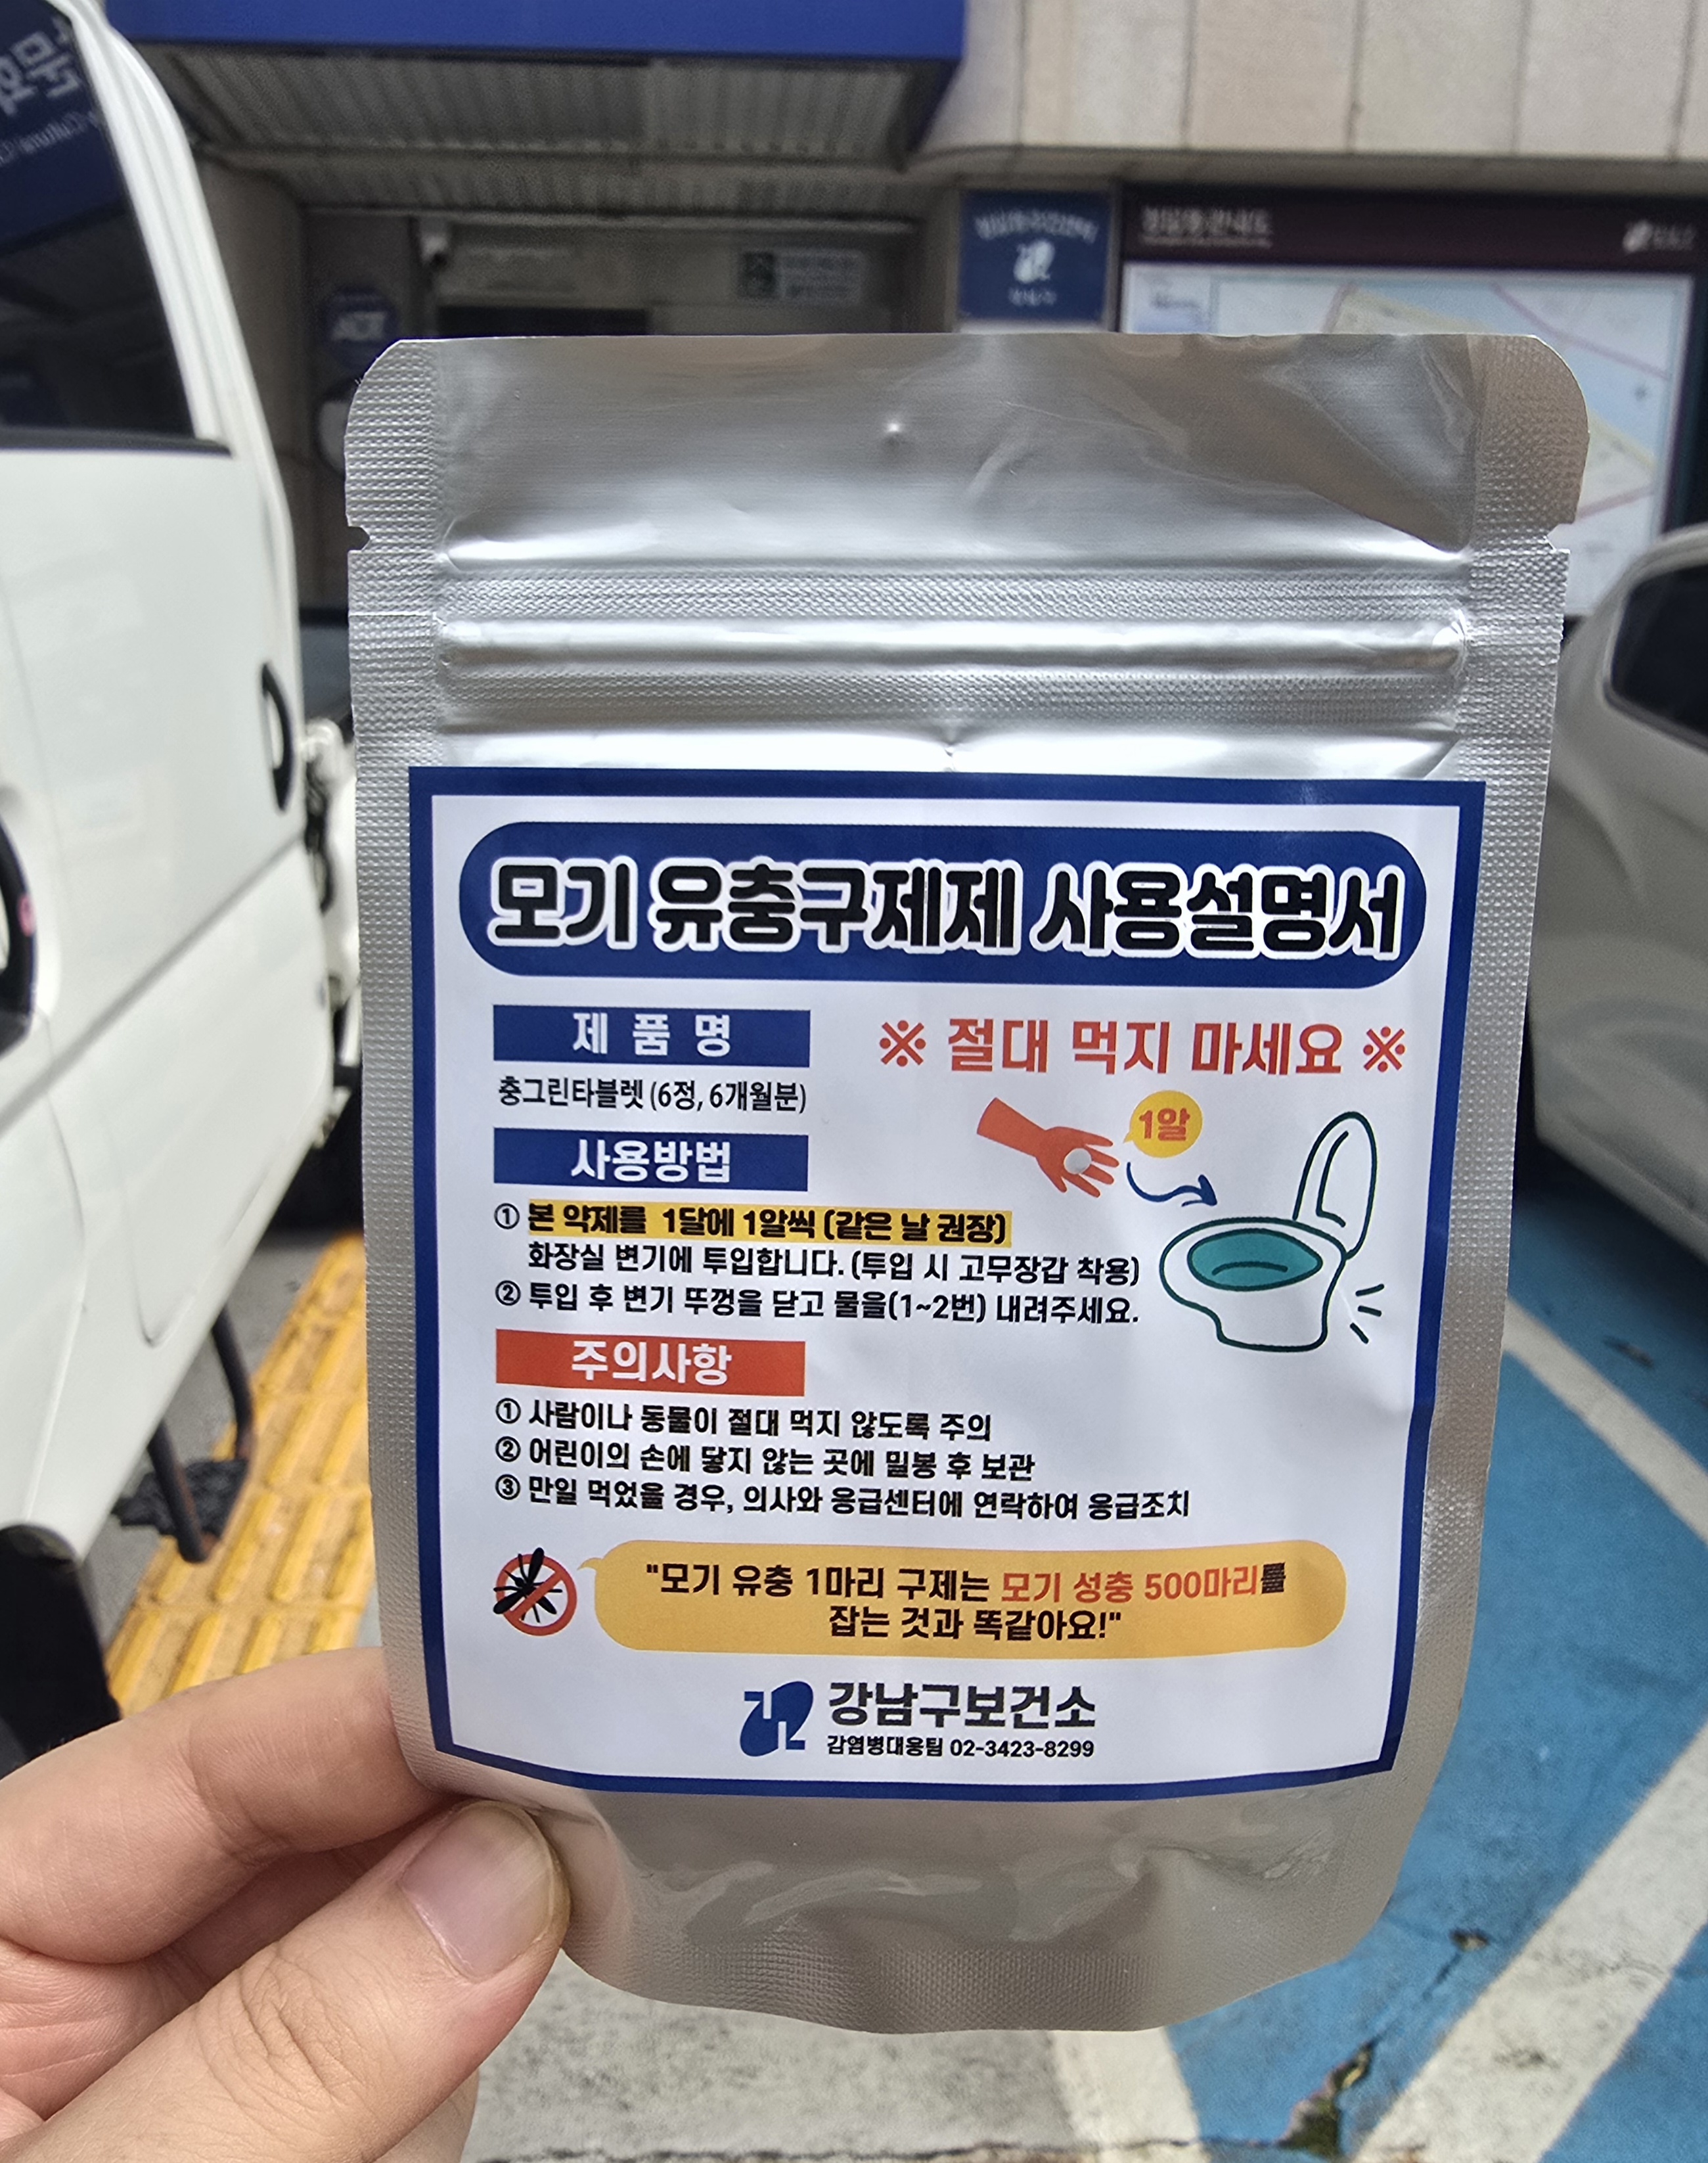 모기 유충구제제 사용설명서
제 품 명
※ 절대 먹지 마세요 ※
충그린타블렛 (6정, 6개월분)
1알
사용방법
① 본 약제를 1달에 1알씩 (같은 날 권장)
화장실 변기에 투입합니다. (투입 시 고무장갑 착용)
② 투입 후 변기 뚜껑을 닫고 물을(1~2번) 내려주세요.
주의사항
① 사람이나 동물이 절대 먹지 않도록 주의
② 어린이의 손에 닿지 않는 곳에 밀봉 후 보관
③ 만일 먹었을 경우, 의사와 응급센터에 연락하여 응급조치
"모기 유충 1마리 구제는 모기 성충 500마리를
잡는 것과 똑같아요!"
강남구보건소
감염병대응팀 02-3423-8299